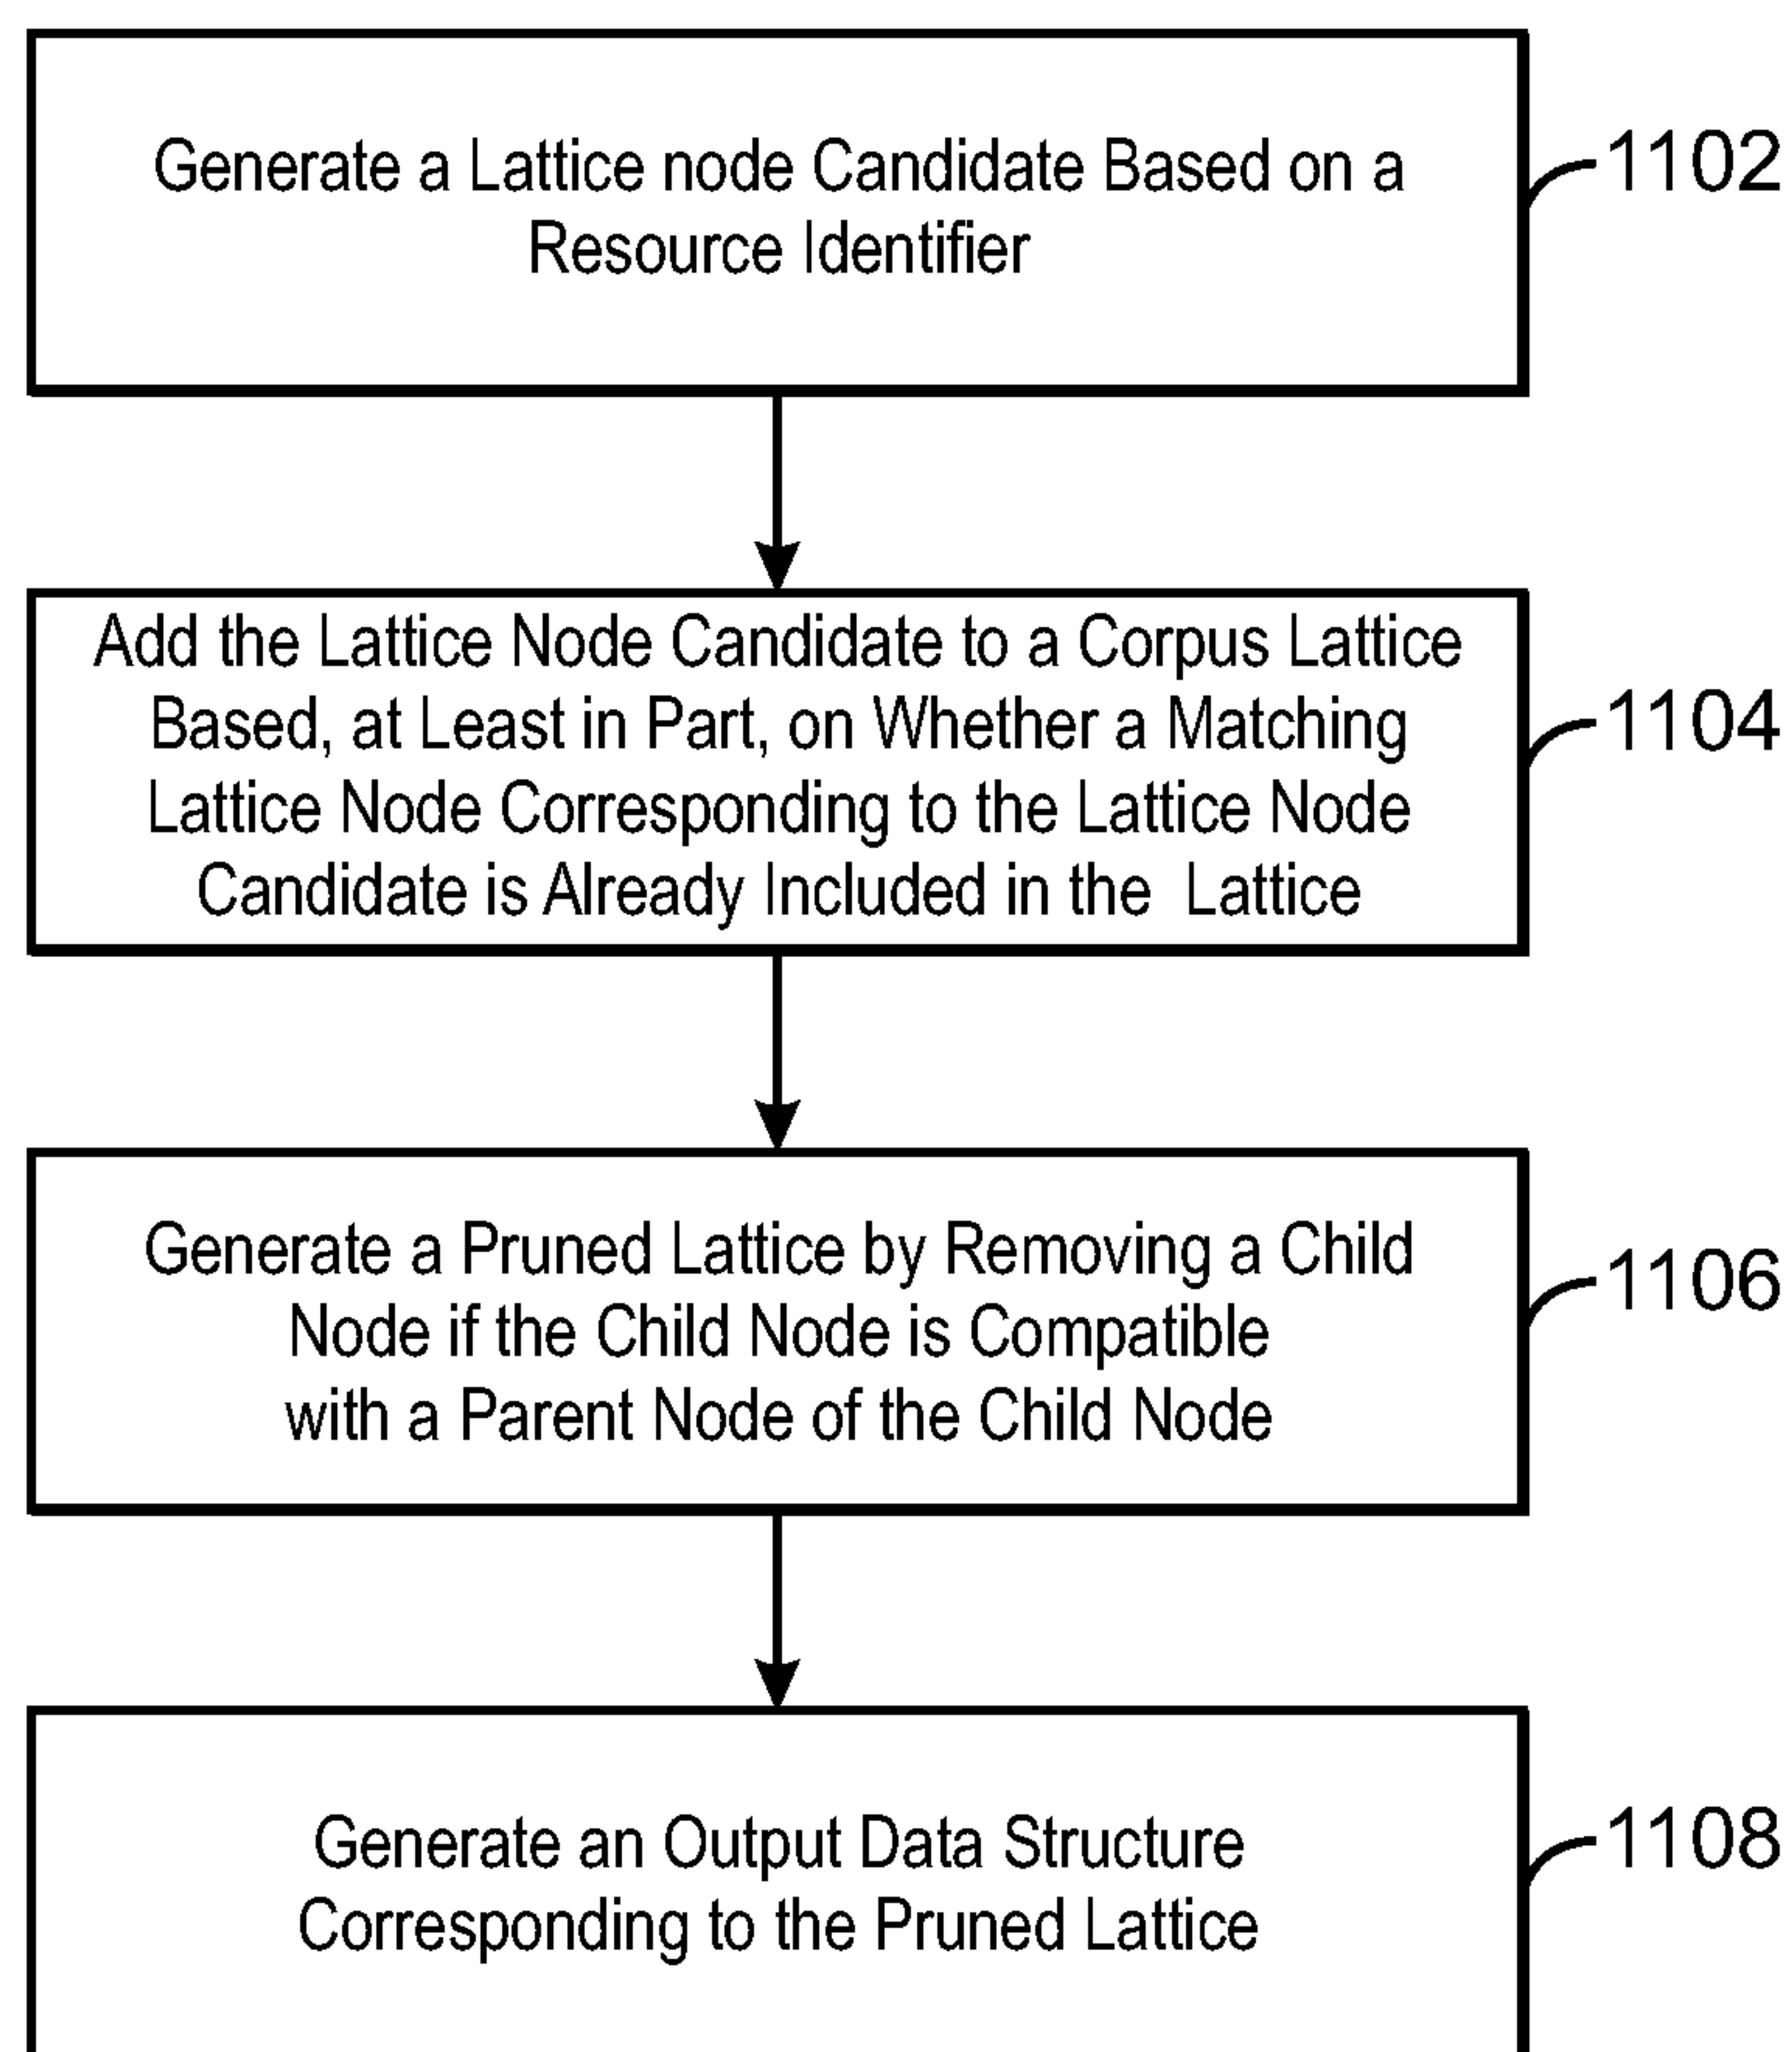 Generate a Lattice node Candidate Based on a
Resource Identifier
1102
Add the Lattice Node Candidate to a Corpus Lattice
Based, at Least in Part, on Whether a Matching
Lattice Node Corresponding to the Lattice Node
Candidate is Already Included in the Lattice
1104
Generate a Pruned Lattice by Removing a Child
Node if the Child Node is Compatible
with a Parent Node of the Child Node
1106
Generate an Output Data Structure
Corresponding to the Pruned Lattice
1108